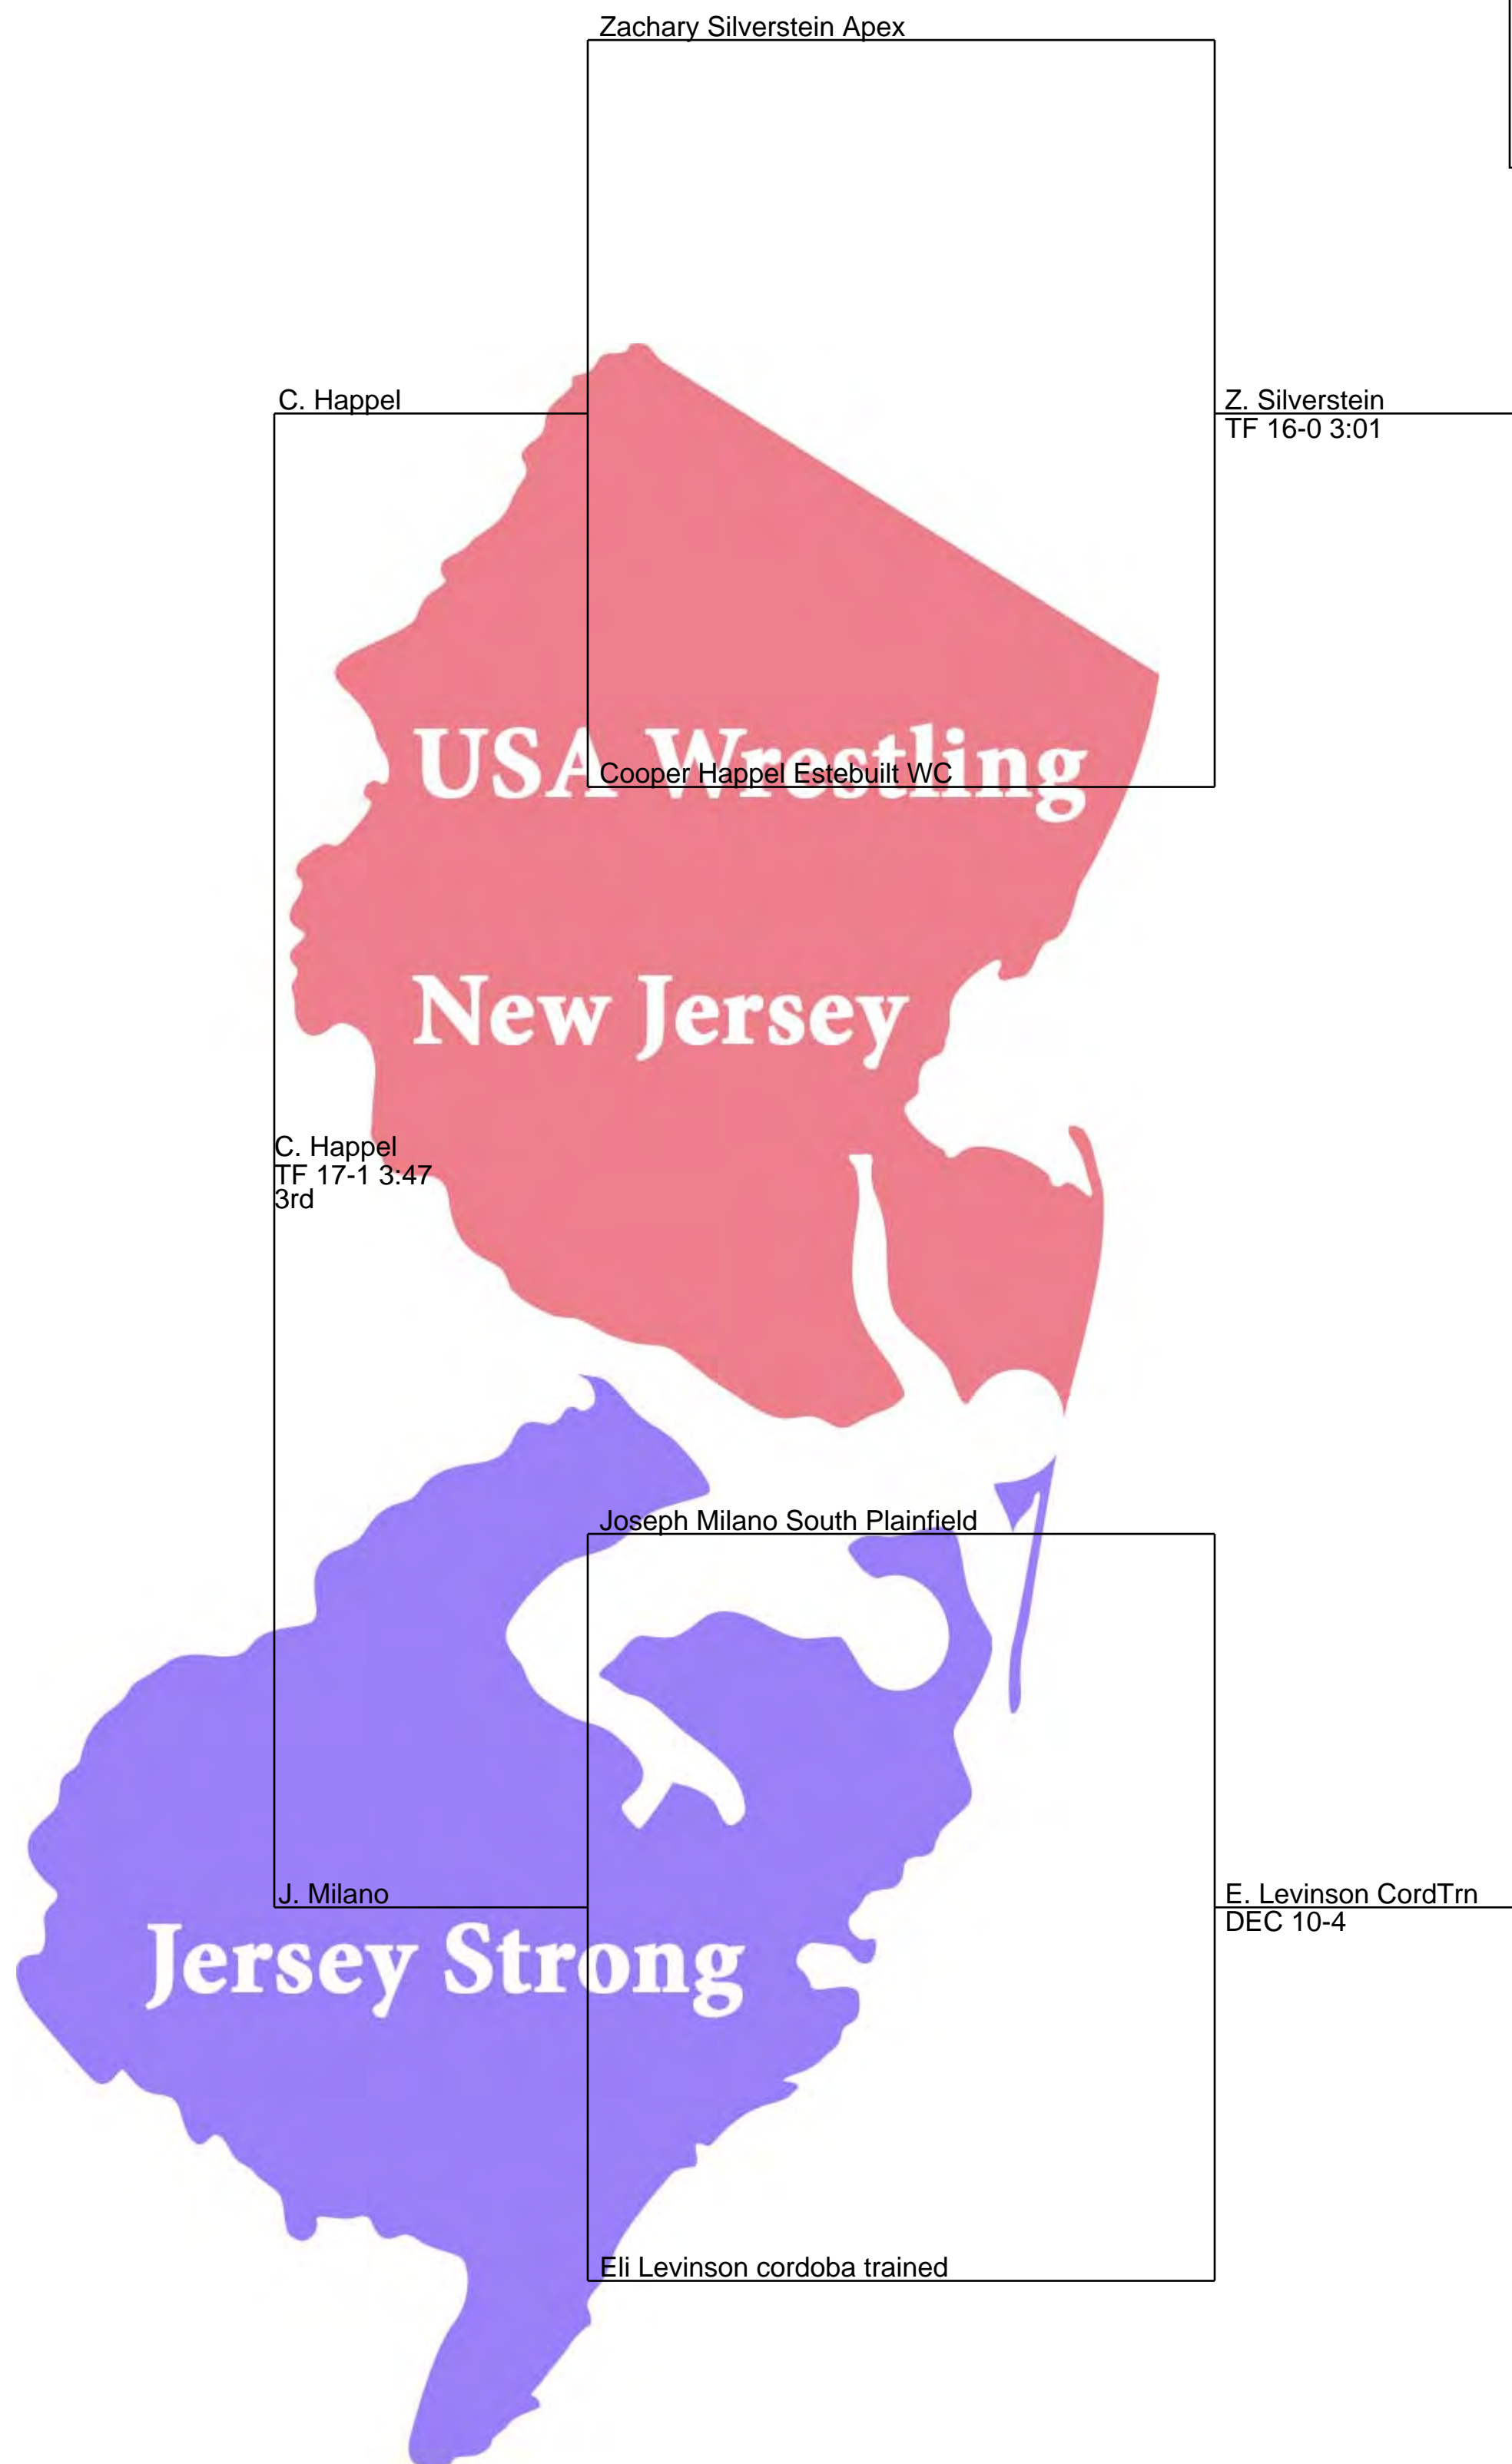 Zachary Silverstein Apex
C. Happel
Z. Silverstein
TF 16-0 3:01
USA Wrestling
Cooper Happel Estebuilt WC
New Jersey
C. Happel
TF 17-1 3:47
3rd
Joseph Milano South Plainfield
J. Milano
E. Levinson CordTrn
DEC 10-4
Jersey Strong
Eli Levinson cordoba trained